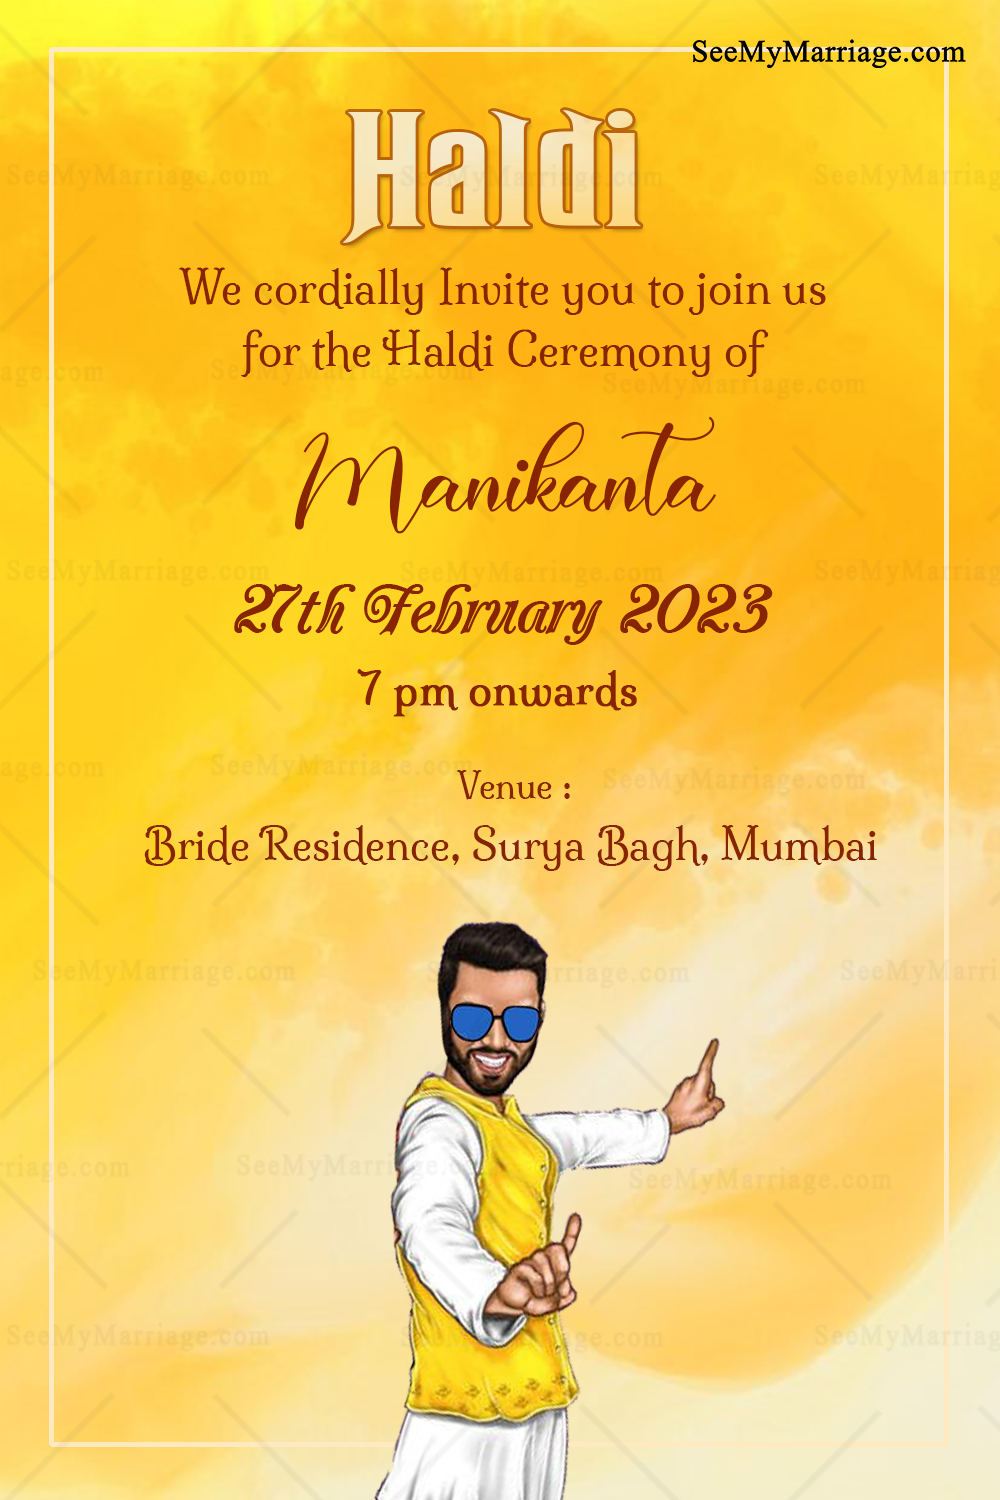 SeeMyMarriage.com
Haldi
We cordially Invite you to join us
for the Haldi Ceremony of
Manikanta
27th February 2023
7 pm onwards
Venue :
Bride Residence, Surya Bagh, Mumbai